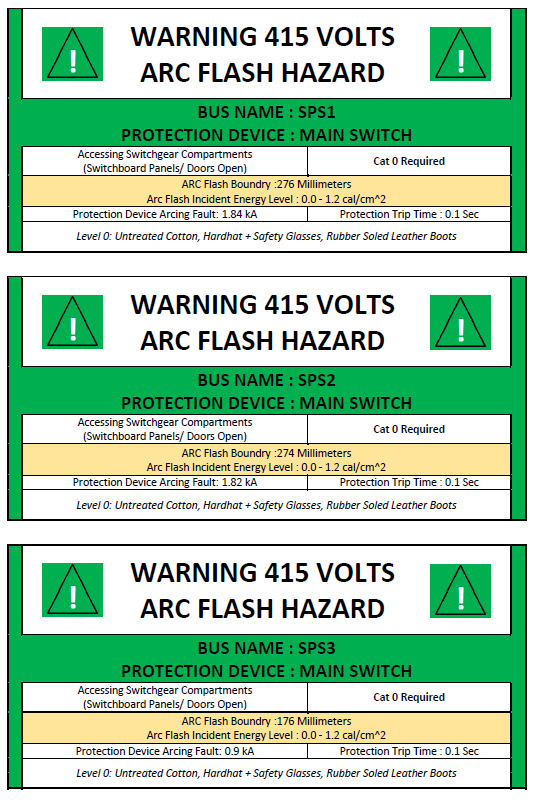 WARNING 415 VOLTS
ARC FLASH HAZARD
!
!
BUS NAME : SPS1
PROTECTION DEVICE : MAIN SWITCH
Accessing Switchgear Compartments
(Switchboard Panels/ Doors Open)
Cat 0 Required
ARC Flash Boundry :276 Millimeters
Arc Flash Incident Energy Level : 0.0 - 1.2 cal/cm^2
Protection Device Arcing Fault: 1.84 kA
Protection Trip Time : 0.1 Sec
Level 0: Untreated Cotton, Hardhat + Safety Glasses, Rubber Soled Leather Boots
WARNING 415 VOLTS
ARC FLASH HAZARD
!
!
BUS NAME : SPS2
PROTECTION DEVICE : MAIN SWITCH
Accessing Switchgear Compartments
(Switchboard Panels/ Doors Open)
Cat 0 Required
ARC Flash Boundry :274 Millimeters
Arc Flash Incident Energy Level : 0.0 - 1.2 cal/cm^2
Protection Device Arcing Fault: 1.82 kA
Protection Trip Time : 0.1 Sec
Level 0: Untreated Cotton, Hardhat + Safety Glasses, Rubber Soled Leather Boots
WARNING 415 VOLTS
ARC FLASH HAZARD
!
!
BUS NAME : SPS3
PROTECTION DEVICE : MAIN SWITCH
Accessing Switchgear Compartments
(Switchboard Panels/ Doors Open)
Cat 0 Required
ARC Flash Boundry :176 Millimeters
Arc Flash Incident Energy Level : 0.0 - 1.2 cal/cm^2
Protection Device Arcing Fault: 0.9 kA
Protection Trip Time : 0.1 Sec
Level 0: Untreated Cotton, Hardhat + Safety Glasses, Rubber Soled Leather Boots